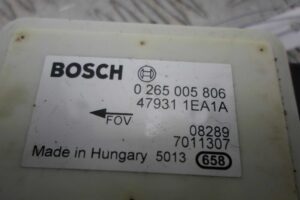 BOSCH
0 265 005 806
47931 1EA1A
FOV
08289
7011307
Made in Hungary 5013 658